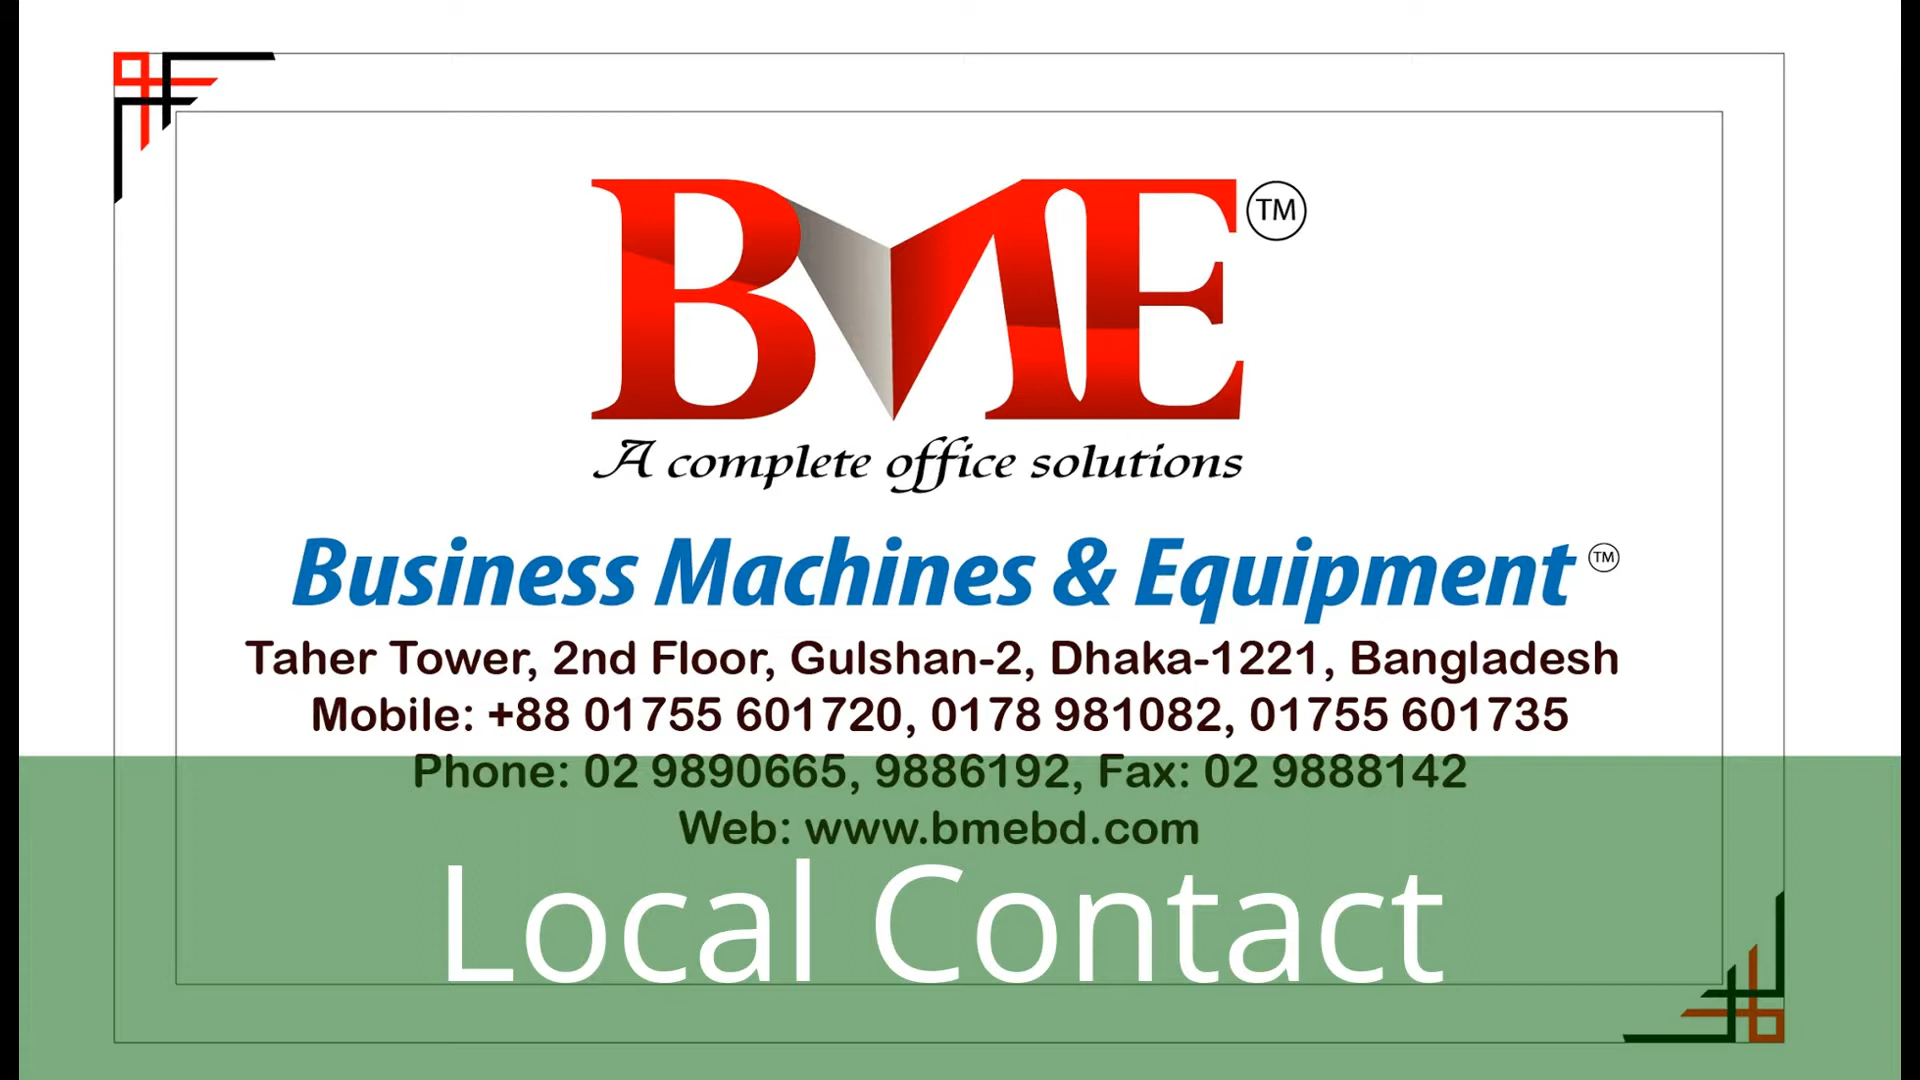 BME TM
A complete office solutions
Business Machines & Equipment TM
Taher Tower, 2nd Floor, Gulshan-2, Dhaka-1221, Bangladesh
Mobile: +88 01755 601720, 0178 981082, 01755 601735
Phone: 02 9890665, 9886192, Fax: 02 9888142
Web: www.bmebd.com
Local Contact